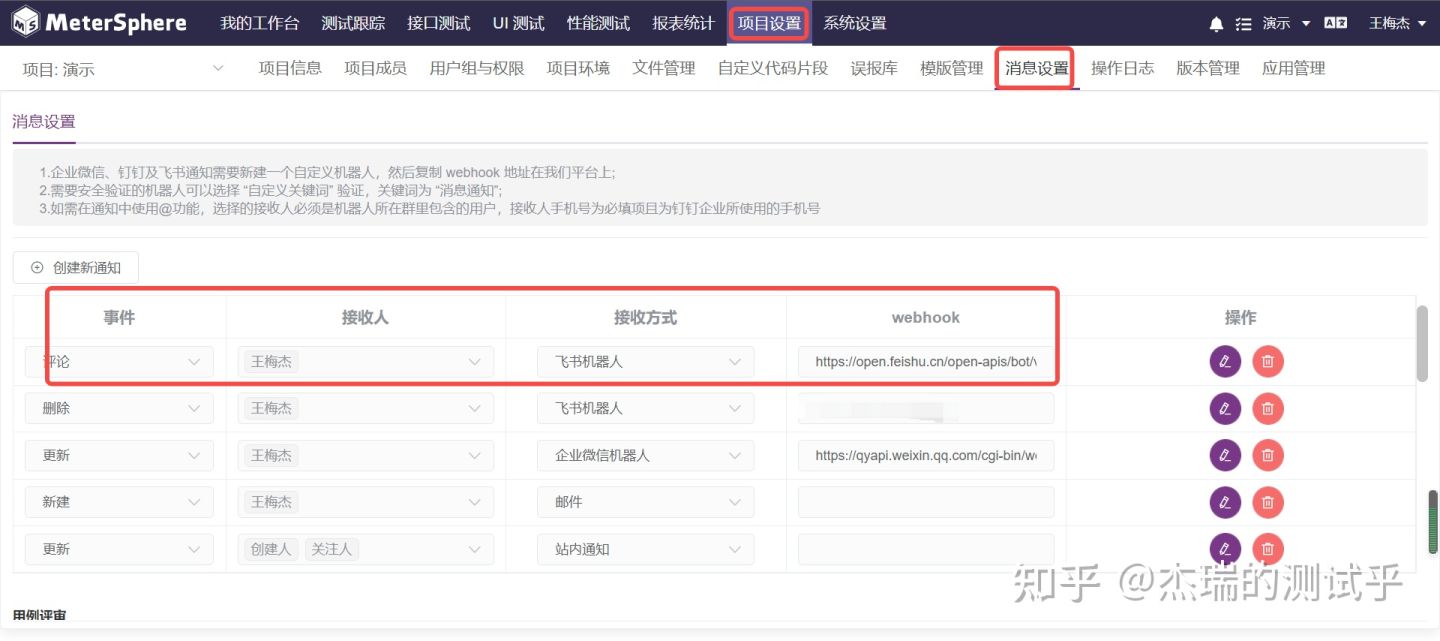 MeterSphere 我的工作台 测试跟踪 接口测试 UI 测试 性能测试 报表统计 项目设置 系统设置 演示 王梅杰
项目: 演示 项目信息 项目成员 用户组与权限 项目环境 文件管理 自定义代码片段 误报库 模版管理 消息设置 操作日志 版本管理 应用管理
消息设置
1.企业微信、钉钉及飞书通知需要新建一个自定义机器人，然后复制 webhook 地址在我们平台上;
2.需要安全验证的机器人可以选择 “自定义关键词” 验证，关键词为 “消息通知”;
3.如需在通知中使用@功能，选择的接收人必须是机器人所在群里包含的用户，接收人手机号为必填项目为钉钉企业所使用的手机号
创建新通知
事件 接收人 接收方式 webhook 操作
评论 王梅杰 飞书机器人 https://open.feishu.cn/open-apis/bot/
删除 王梅杰 飞书机器人
更新 王梅杰 企业微信机器人 https://qyapi.weixin.qq.com/cgi-bin/we
新建 王梅杰 邮件
更新 创建人 关注人 站内通知
知乎 @杰瑞的测试乎
用例评审